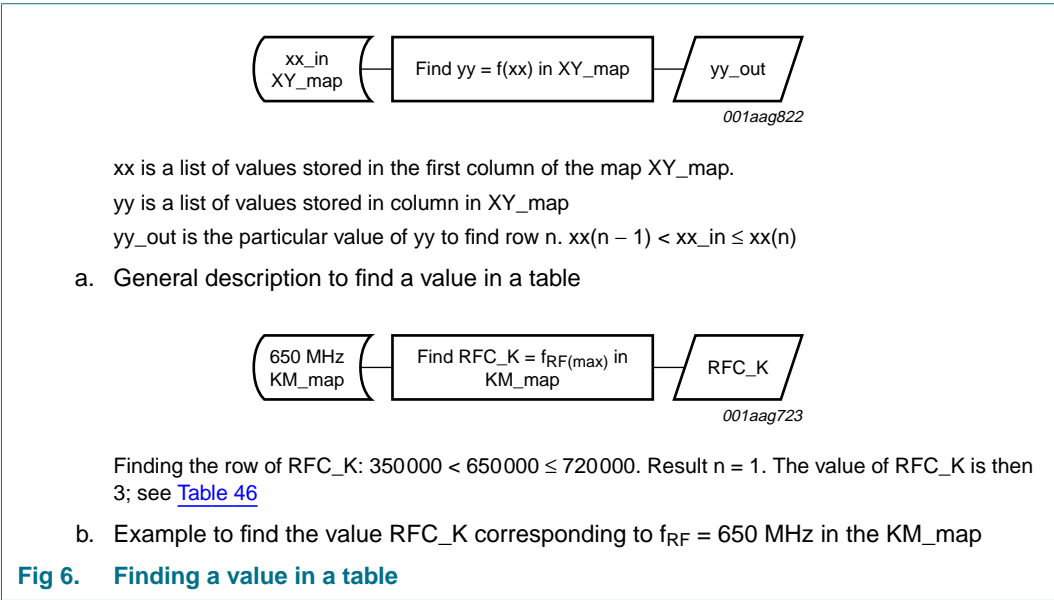 xx_in
XY_map
Find yy = f(xx) in XY_map
yy_out
001aag822
xx is a list of values stored in the first column of the map XY_map.
yy is a list of values stored in column in XY_map
yy_out is the particular value of yy to find row n. xx(n − 1) < xx_in ≤ xx(n)
a. General description to find a value in a table
650 MHz
KM_map
Find RFC_K = fRF(max) in
KM_map
RFC_K
001aag723
Finding the row of RFC_K: 350000 < 650000 ≤ 720000. Result n = 1. The value of RFC_K is then
3; see Table 46
b. Example to find the value RFC_K corresponding to fRF = 650 MHz in the KM_map
Fig 6. Finding a value in a table